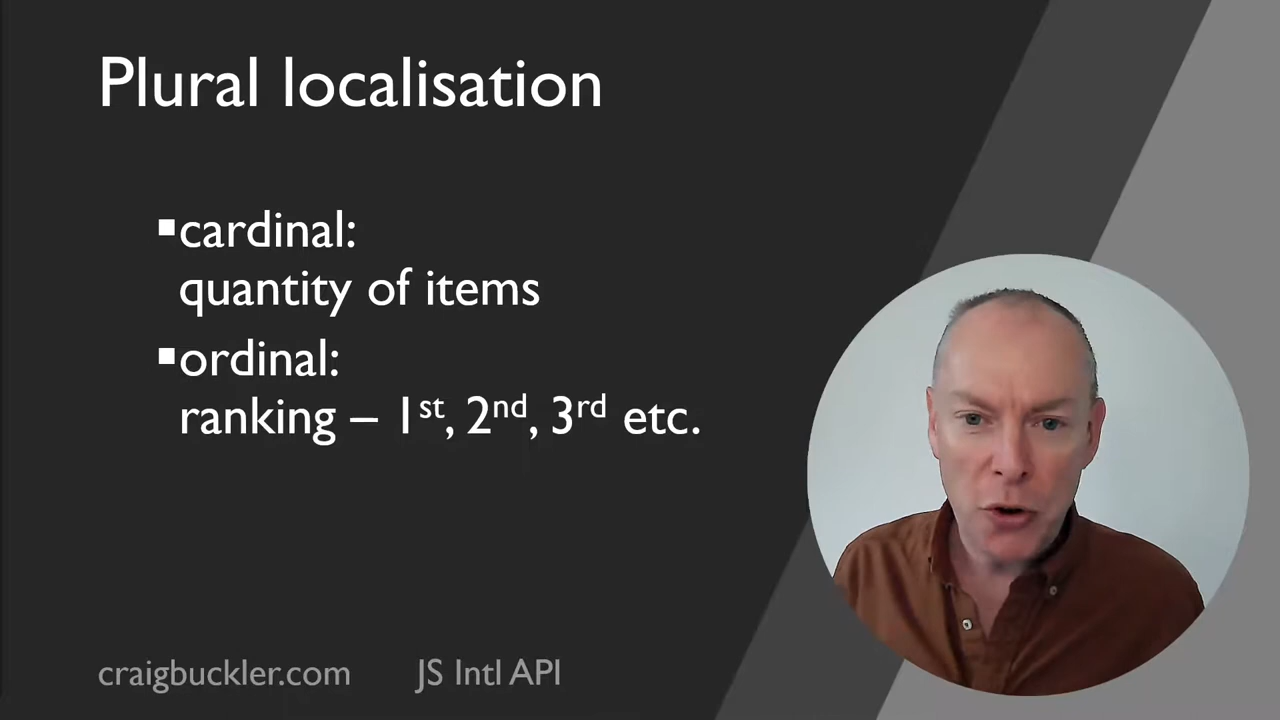 Plural localisation
▪cardinal:
quantity of items
▪ordinal:
ranking – 1st, 2nd, 3rd etc.
craigbuckler.com JS Intl API